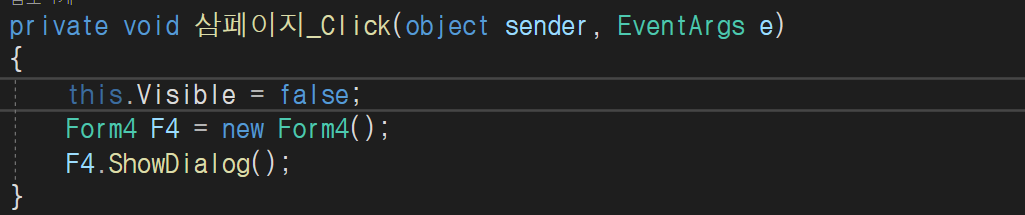 private void 삼페이지_Click(object sender, EventArgs e)
{
this.Visible = false;
Form4 F4 = new Form4();
F4.ShowDialog();
}